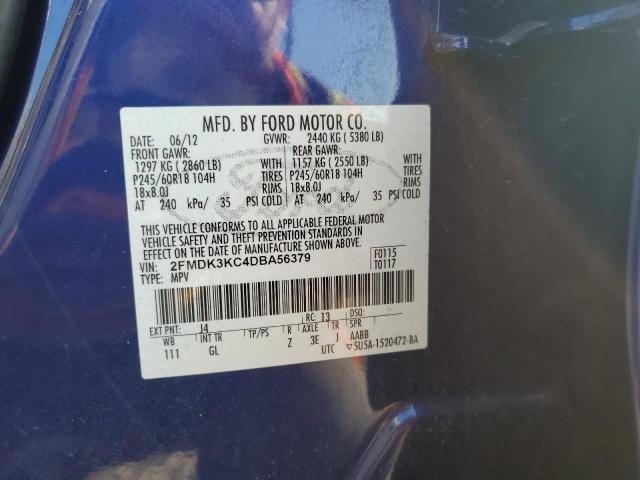 MFD. BY FORD MOTOR CO.
DATE: 06/12 GVWR: 2440 KG ( 5380 LB)
FRONT GAWR: REAR GAWR:
1297 KG ( 2860 LB) WITH 1157 KG ( 2550 LB) WITH
P245/60R18 104H TIRES P245/60R18 104H TIRES
18x8.0J RIMS 18x8.0J RIMS
AT 240 kPa/ 35 PSI COLD AT 240 kPa/ 35 PSI COLD
THIS VEHICLE CONFORMS TO ALL APPLICABLE FEDERAL MOTOR
VEHICLE SAFETY AND THEFT PREVENTION STANDARDS IN
EFFECT ON THE DATE OF MANUFACTURE SHOWN ABOVE.
VIN: 2FMDK3KC4DBA56379 F0115
TYPE: MPV T0117
EXT PNT: J4 RC: 13 DSO:
WB INT TR TP/PS R AXLE TR SPR
111 GL Z 3E J AABB
UTC ▽5U5A-1520472-BA